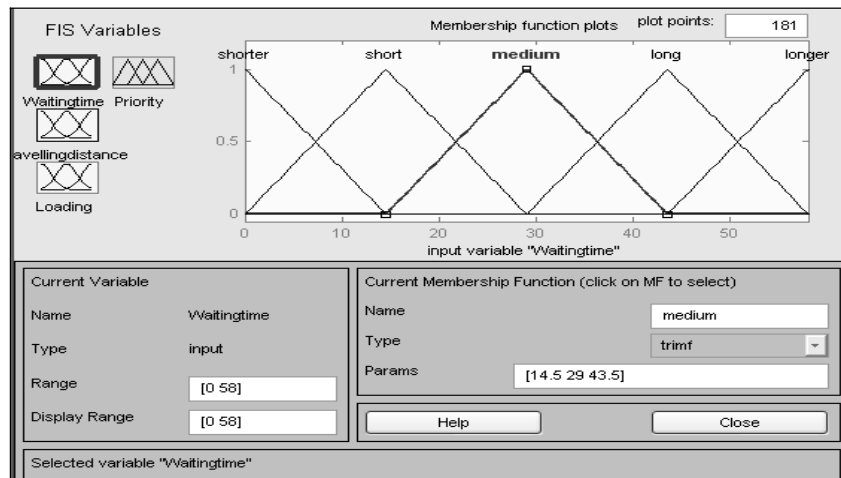 FIS Variables
Membership function plots
plot points:
181
Waitingtime
Priority
avellingdistance
Loading
shorter
short
medium
long
longer
1
0.5
0
0
10
20
30
40
50
input variable "Waitingtime"
Current Variable
Name
Waitingtime
Type
input
Range
[0 58]
Display Range
[0 58]
Current Membership Function (click on MF to select)
Name
medium
Type
trimf
Params
[14.5 29 43.5]
Help
Close
Selected variable "Waitingtime"